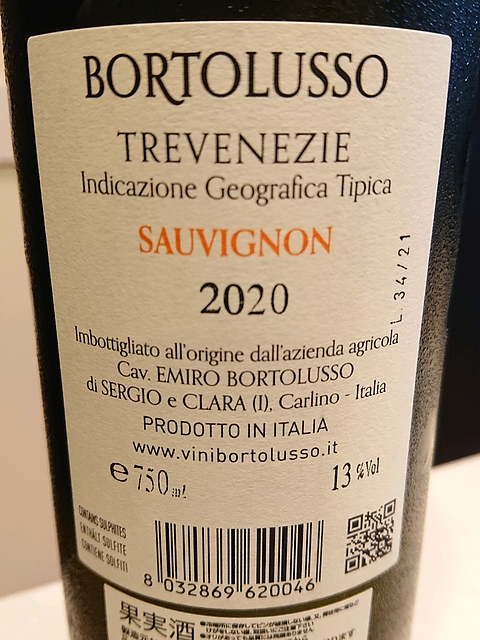 BORTOLUSSO
TREVENEZIE
Indicazione Geografica Tipica
SAUVIGNON
2020
L. 34/21
Imbottigliato all'origine dall'azienda agricola
Cav. EMIRO BORTOLUSSO
di SERGIO e CLARA (I), Carlino - Italia
PRODOTTO IN ITALIA
www.vinibortolusso.it
e 750 ml
13 % Vol
CONTAINS SULPHITES
ENTHÄLT SULFITE
CONTIENE SOLFITI
8 032869 620046
果実酒